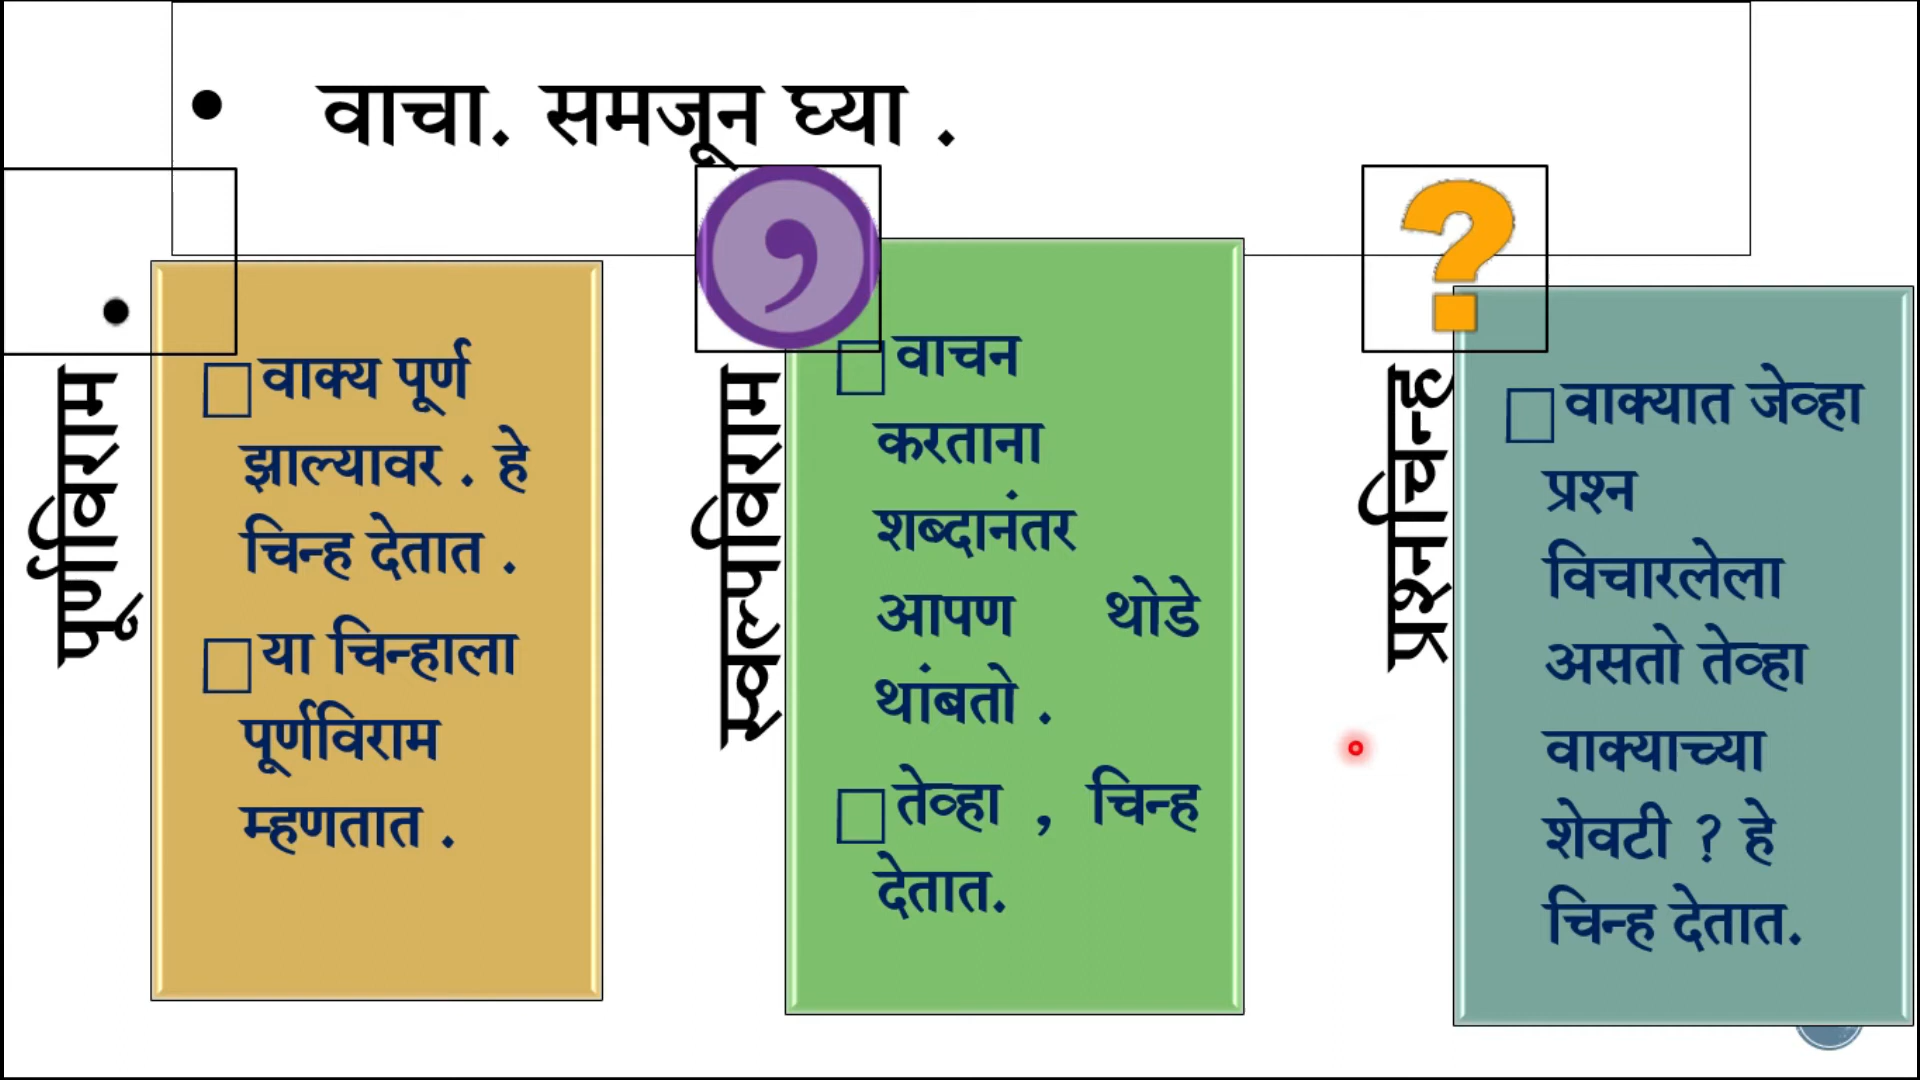 • वाचा. समजून घ्या .
.
पूर्णविराम
वाक्य पूर्ण
झाल्यावर . हे
चिन्ह देतात .
या चिन्हाला
पूर्णविराम
म्हणतात .
,
स्वल्पविराम
वाचन
करताना
शब्दानंतर
आपण थोडे
थांबतो .
तेव्हा , चिन्ह
देतात.
?
प्रश्नचिन्ह
वाक्यात जेव्हा
प्रश्न
विचारलेला
असतो तेव्हा
वाक्याच्या
शेवटी ? हे
चिन्ह देतात.